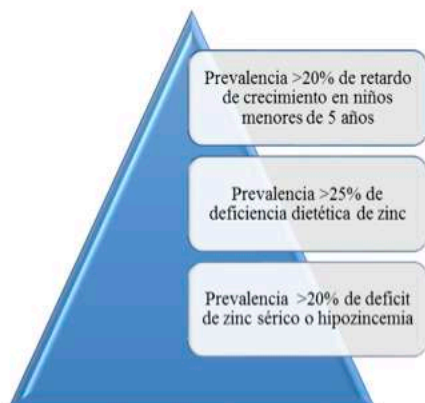 Prevalencia >20% de retardo
de crecimiento en niños
menores de 5 años
Prevalencia >25% de
deficiencia dietética de zinc
Prevalencia >20% de deficit
de zinc sérico o hipozincemia